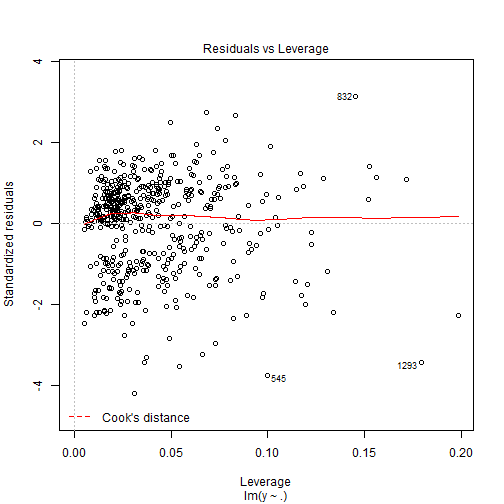 Residuals vs Leverage
4
2
0
-2
-4
Standardized residuals
832
545
1293
Cook's distance
0.00 0.05 0.10 0.15 0.20
Leverage
lm(y ~ .)